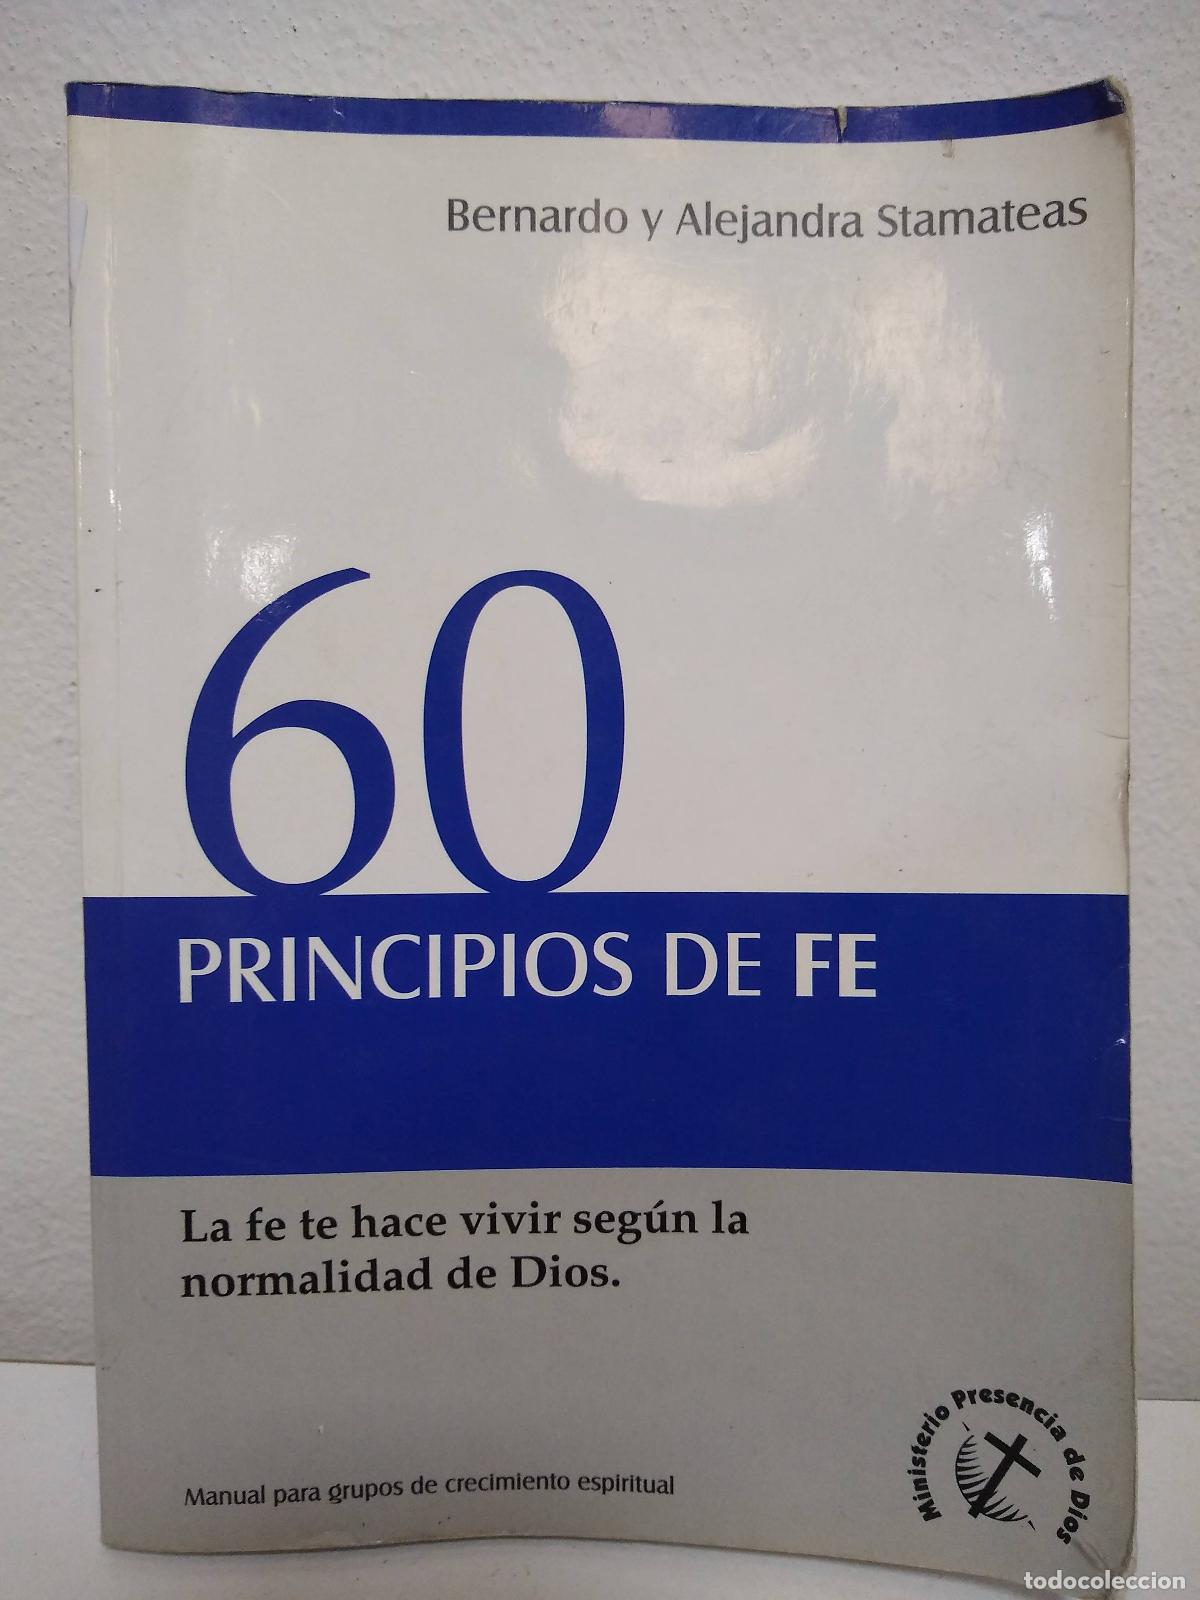 Bernardo y Alejandra Stamateas
60
PRINCIPIOS DE FE
La fe te hace vivir según la
normalidad de Dios.
Manual para grupos de crecimiento espiritual
Ministerio Presencia de Dios
todocoleccion